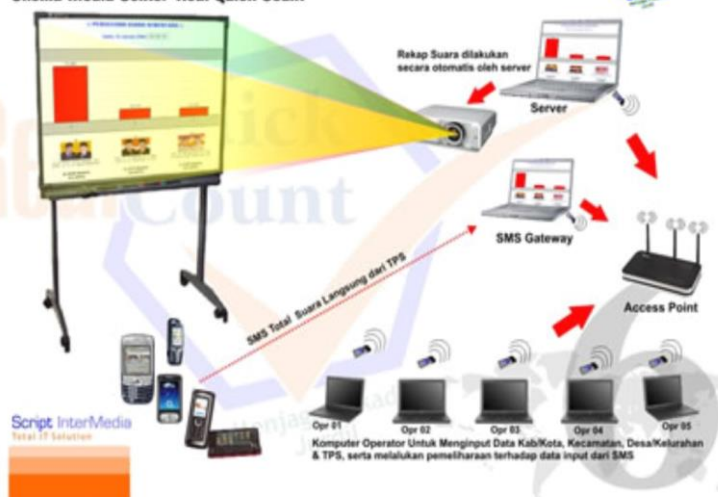 Rekap Suara dilakukan
secara otomatis oleh server
Server
SMS Gateway
SMS Total Suara Langsung dari TPS
Access Point
Opr 01
Opr 02
Opr 03
Opr 04
Opr 05
Komputer Operator Untuk Menginput Data Kab/Kota, Kecamatan, Desa/Kelurahan
& TPS, serta melalukan pemeliharaan terhadap data input dari SMS
Script InterMedia
Total IT Solution
Count
6